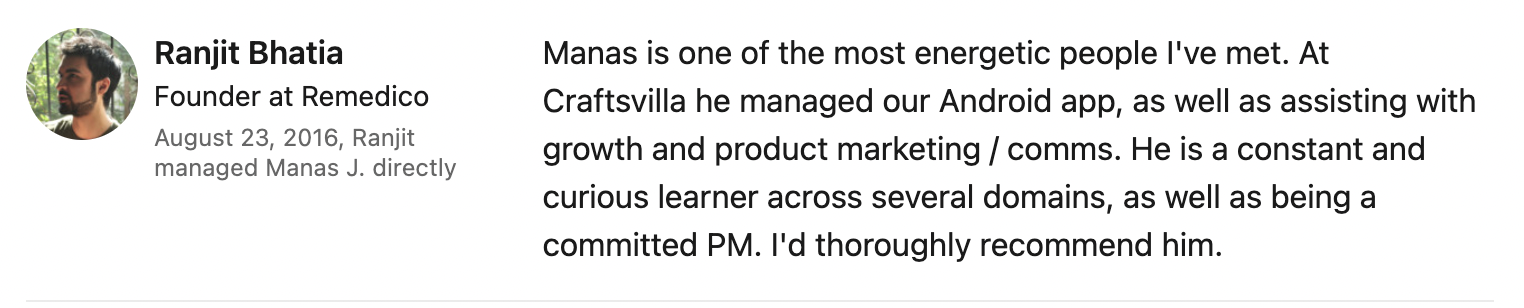 Ranjit Bhatia
Founder at Remedico
August 23, 2016, Ranjit
managed Manas J. directly
Manas is one of the most energetic people I've met. At
Craftsvilla he managed our Android app, as well as assisting with
growth and product marketing / comms. He is a constant and
curious learner across several domains, as well as being a
committed PM. I'd thoroughly recommend him.